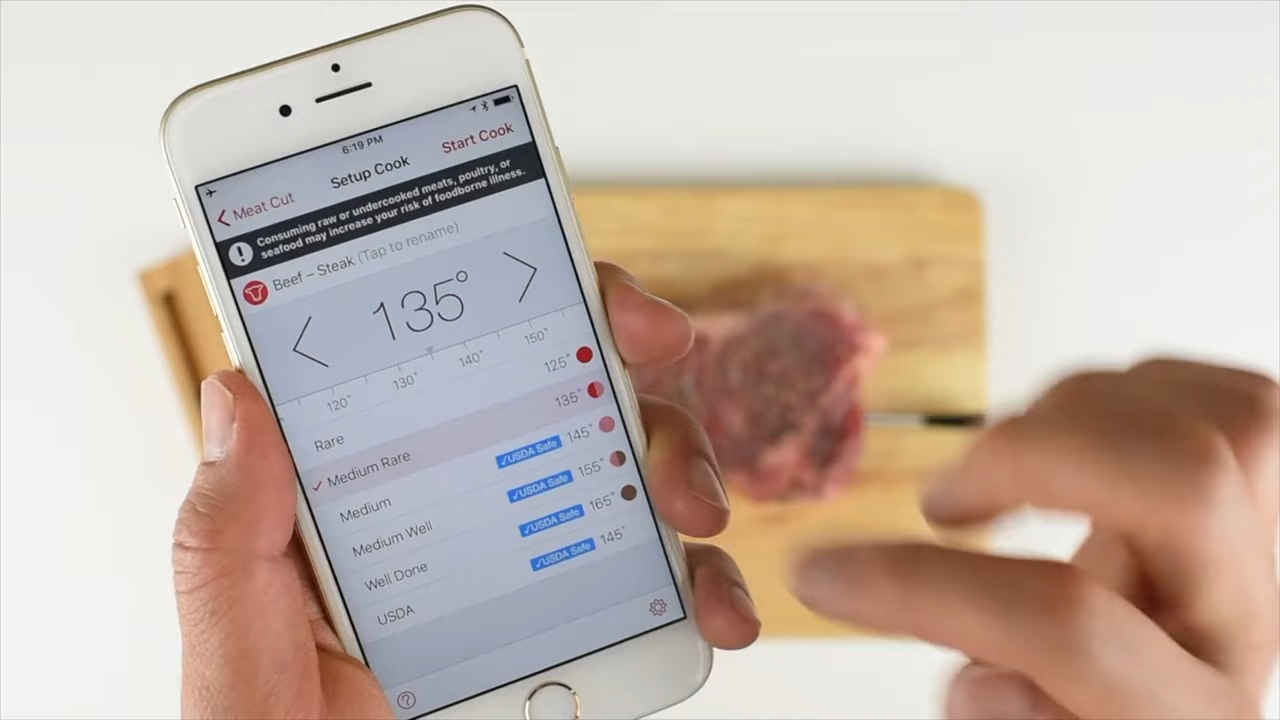 6:19 PM
Meat Cut
Setup Cook
Start Cook
Consuming raw or undercooked meats, poultry, or
seafood may increase your risk of foodborne illness.
Beef – Steak (Tap to rename)
135°
120° 130° 140° 150°
Rare 125°
✓ Medium Rare 135°
Medium ✓USDA Safe 145°
Medium Well ✓USDA Safe 155°
Well Done ✓USDA Safe 165°
USDA ✓USDA Safe 145°